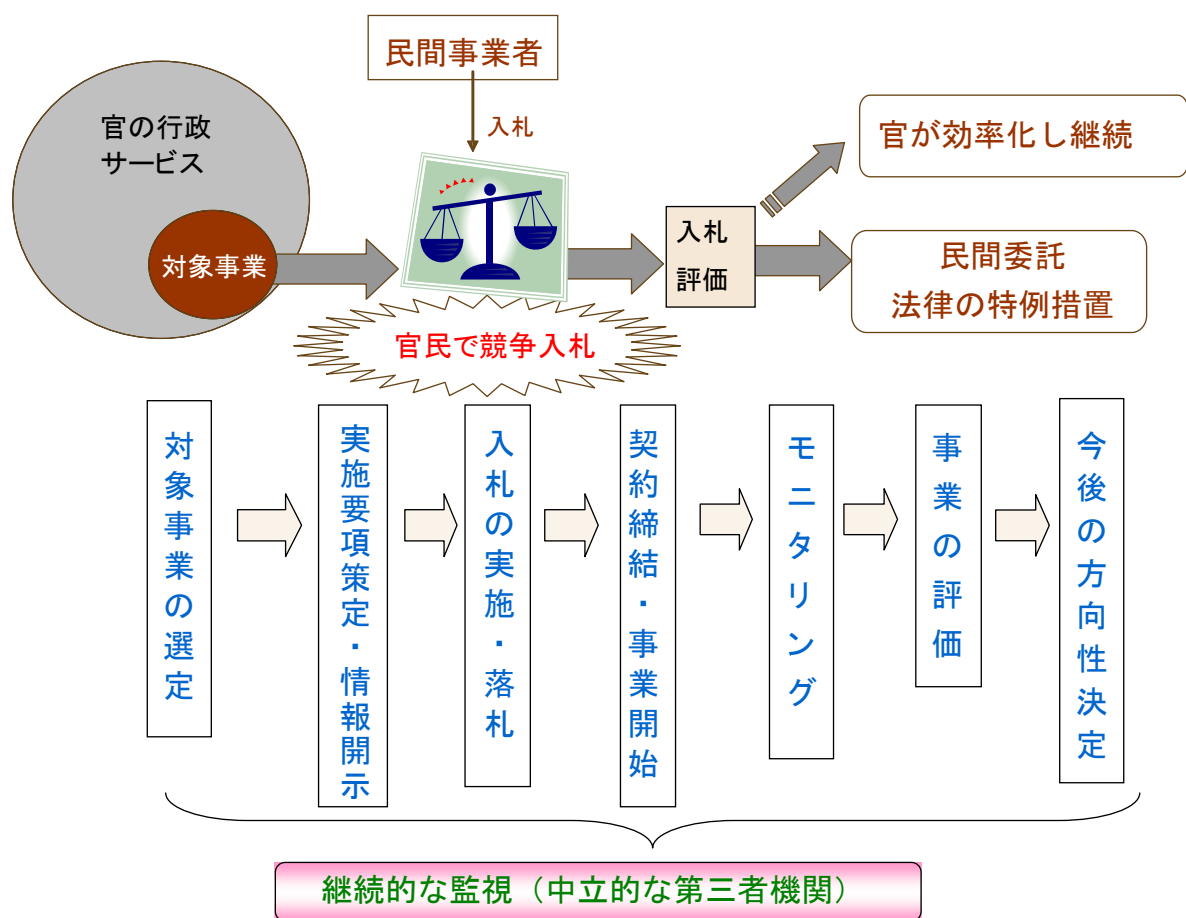 民間事業者
入札
官の行政
サービス
対象事業
官民で競争入札
入札
評価
官が効率化し継続
民間委託
法律の特例措置
対象事業の選定
実施要項策定・情報開示
入札の実施・落札
契約締結・事業開始
モニタリング
事業の評価
今後の方向性決定
継続的な監視（中立的な第三者機関）